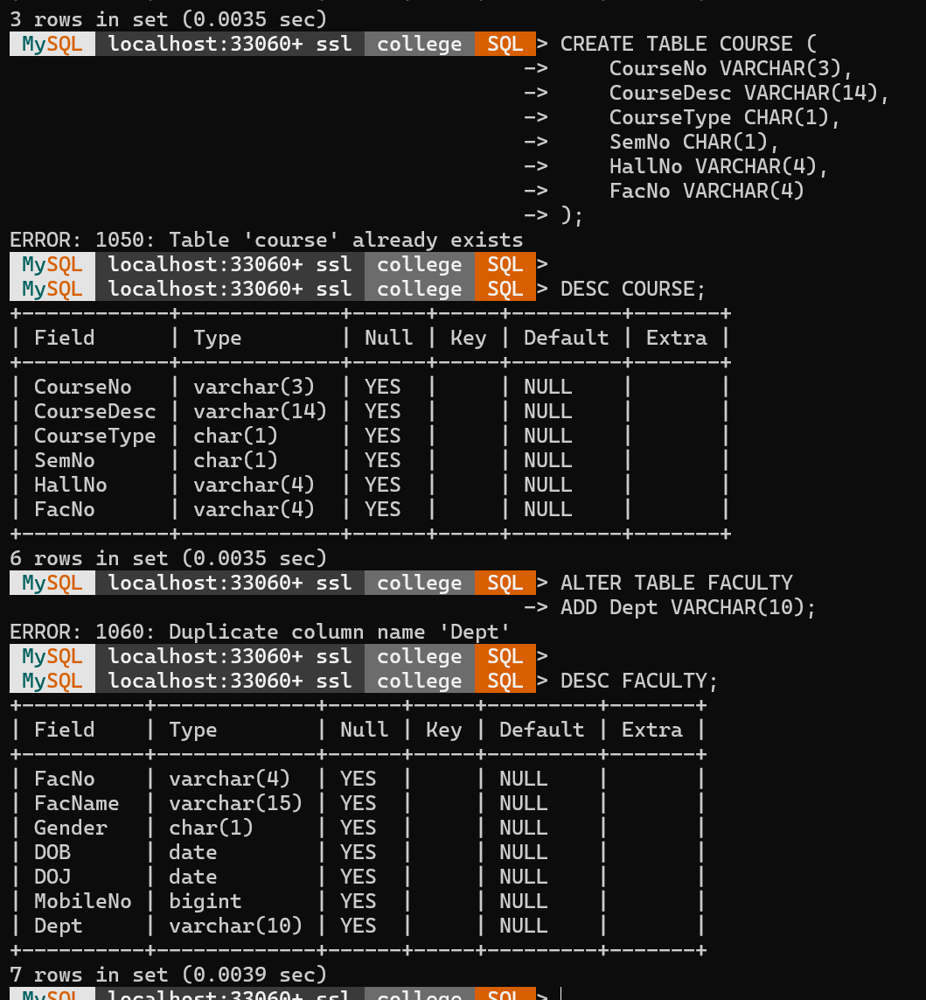 3 rows in set (0.0035 sec)
MySQL localhost:33060+ ssl college SQL > CREATE TABLE COURSE (
-> CourseNo VARCHAR(3),
-> CourseDesc VARCHAR(14),
-> CourseType CHAR(1),
-> SemNo CHAR(1),
-> HallNo VARCHAR(4),
-> FacNo VARCHAR(4)
-> );
ERROR: 1050: Table 'course' already exists
MySQL localhost:33060+ ssl college SQL >
MySQL localhost:33060+ ssl college SQL > DESC COURSE;
+------------+-------------+------+-----+---------+-------+
| Field | Type | Null | Key | Default | Extra |
+------------+-------------+------+-----+---------+-------+
| CourseNo | varchar(3) | YES | | NULL | |
| CourseDesc | varchar(14) | YES | | NULL | |
| CourseType | char(1) | YES | | NULL | |
| SemNo | char(1) | YES | | NULL | |
| HallNo | varchar(4) | YES | | NULL | |
| FacNo | varchar(4) | YES | | NULL | |
+------------+-------------+------+-----+---------+-------+
6 rows in set (0.0035 sec)
MySQL localhost:33060+ ssl college SQL > ALTER TABLE FACULTY
-> ADD Dept VARCHAR(10);
ERROR: 1060: Duplicate column name 'Dept'
MySQL localhost:33060+ ssl college SQL >
MySQL localhost:33060+ ssl college SQL > DESC FACULTY;
+----------+-------------+------+-----+---------+-------+
| Field | Type | Null | Key | Default | Extra |
+----------+-------------+------+-----+---------+-------+
| FacNo | varchar(4) | YES | | NULL | |
| FacName | varchar(15) | YES | | NULL | |
| Gender | char(1) | YES | | NULL | |
| DOB | date | YES | | NULL | |
| DOJ | date | YES | | NULL | |
| MobileNo | bigint | YES | | NULL | |
| Dept | varchar(10) | YES | | NULL | |
+----------+-------------+------+-----+---------+-------+
7 rows in set (0.0039 sec)
MySQL localhost:33060+ ssl college SQL >